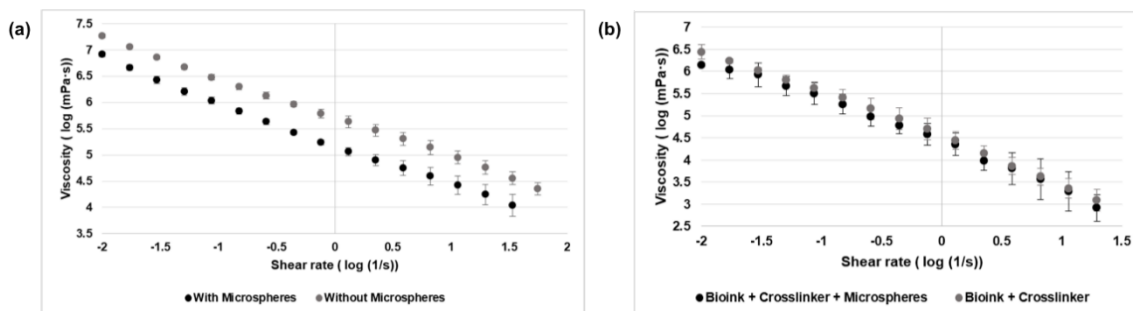 (a)
7.5
7
6.5
6
5.5
5
4.5
4
3.5
Viscosity ( log (mPa·s))
-2 -1.5 -1 -0.5 0 0.5 1 1.5 2
Shear rate ( log (1/s))
With Microspheres Without Microspheres
(b)
7
6.5
6
5.5
5
4.5
4
3.5
3
2.5
Viscosity ( log (mPa·s))
-2 -1.5 -1 -0.5 0 0.5 1 1.5
Shear rate ( log (1/s))
Bioink + Crosslinker + Microspheres Bioink + Crosslinker